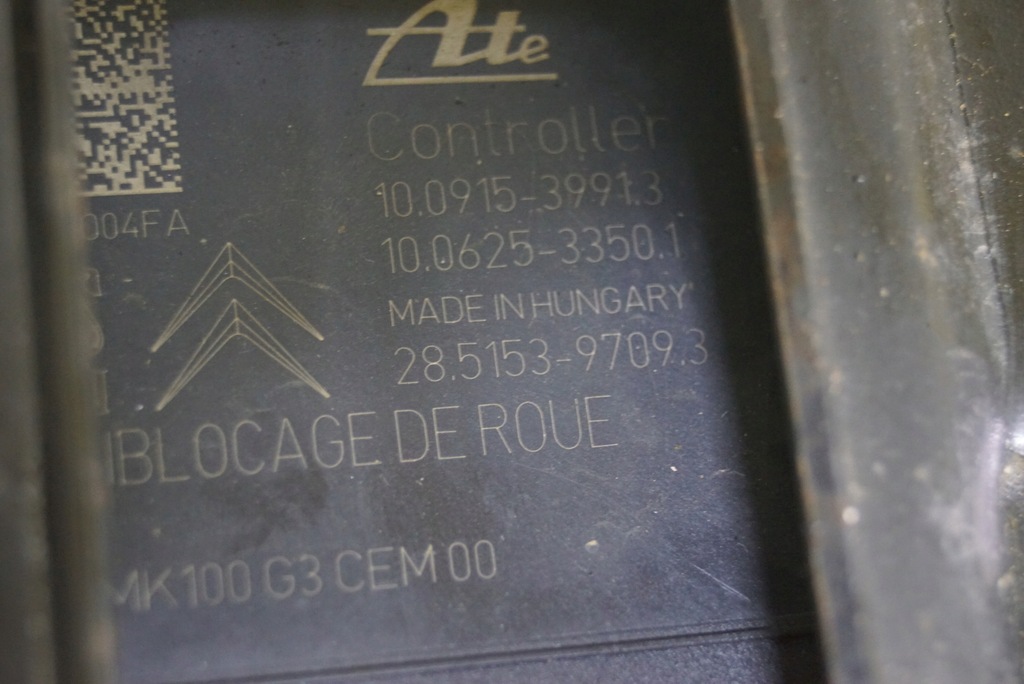 Ate
Controller
10.0915-3991.3
10.0625-3350.1
MADE IN HUNGARY
28.5153-9709.3
004FA
BLOCAGE DE ROUE
MK100 G3 CEM 00